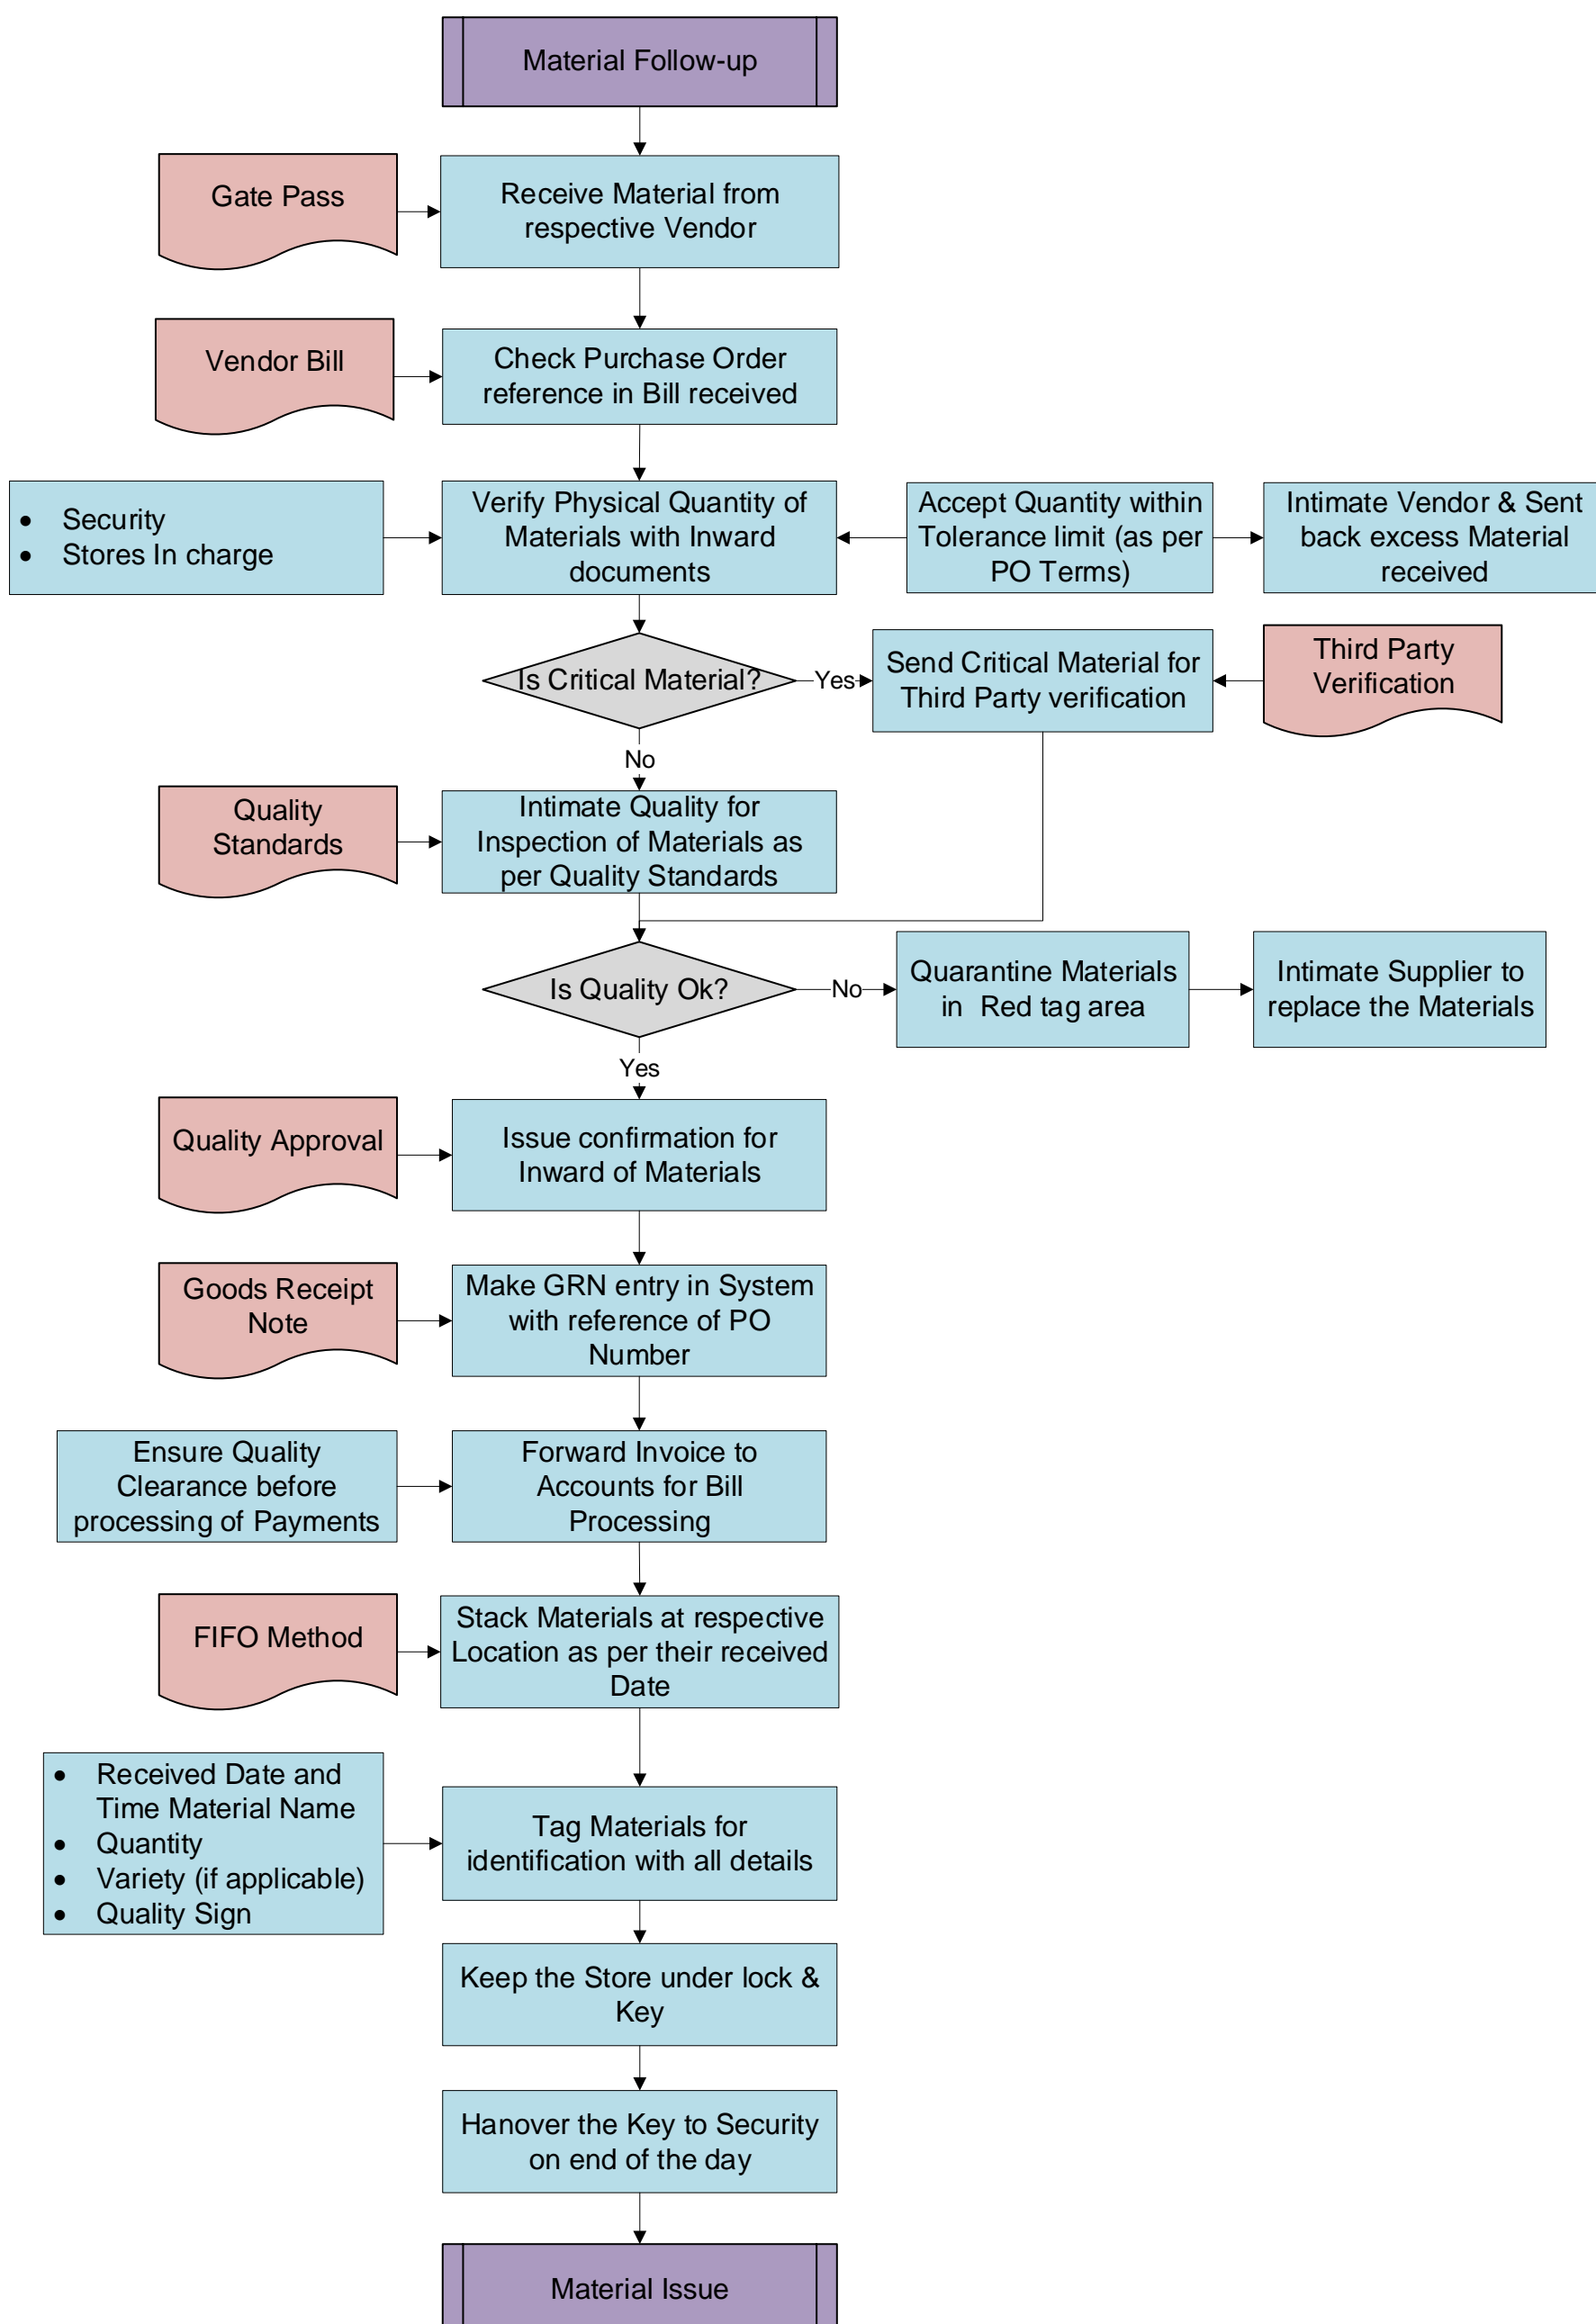 Material Follow-up
Gate Pass
Receive Material from
respective Vendor
Vendor Bill
Check Purchase Order
reference in Bill received
• Security
• Stores In charge
Verify Physical Quantity of
Materials with Inward
documents
Accept Quantity within
Tolerance limit (as per
PO Terms)
Intimate Vendor & Sent
back excess Material
received
Is Critical Material?
Yes
Send Critical Material for
Third Party verification
Third Party
Verification
No
Quality
Standards
Intimate Quality for
Inspection of Materials as
per Quality Standards
Is Quality Ok?
No
Quarantine Materials
in Red tag area
Intimate Supplier to
replace the Materials
Yes
Quality Approval
Issue confirmation for
Inward of Materials
Goods Receipt
Note
Make GRN entry in System
with reference of PO
Number
Ensure Quality
Clearance before
processing of Payments
Forward Invoice to
Accounts for Bill
Processing
FIFO Method
Stack Materials at respective
Location as per their received
Date
• Received Date and
Time Material Name
• Quantity
• Variety (if applicable)
• Quality Sign
Tag Materials for
identification with all details
Keep the Store under lock &
Key
Hanover the Key to Security
on end of the day
Material Issue